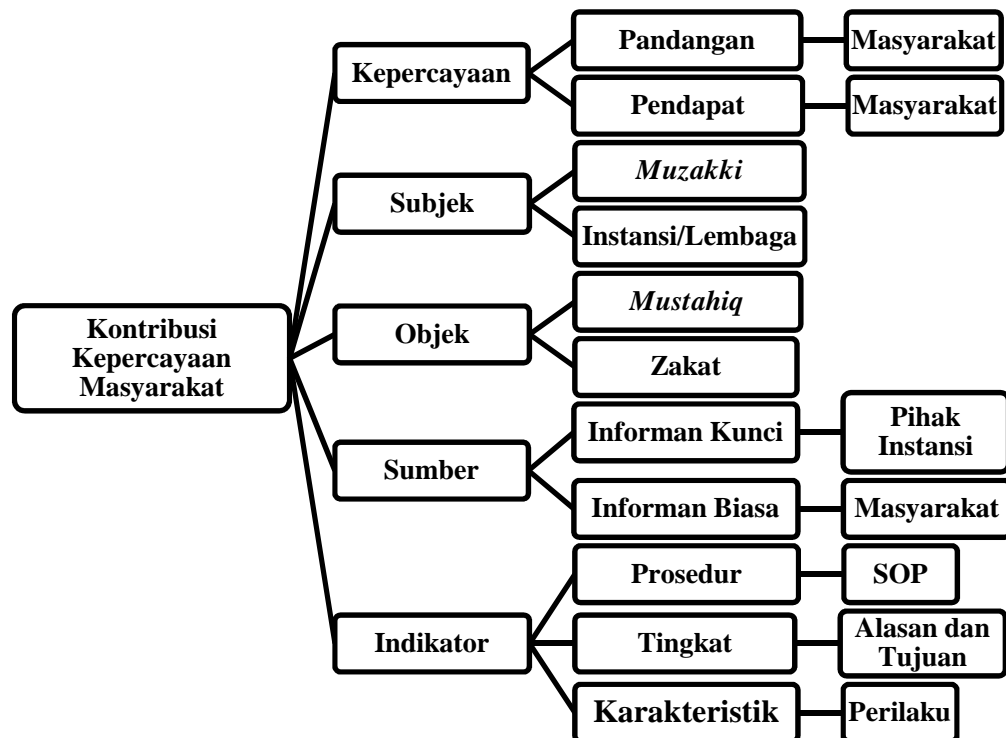 Kontribusi
Kepercayaan
Masyarakat
Kepercayaan
Pandangan
Masyarakat
Pendapat
Masyarakat
Subjek
Muzakki
Instansi/Lembaga
Objek
Mustahiq
Zakat
Sumber
Informan Kunci
Pihak
Instansi
Informan Biasa
Masyarakat
Indikator
Prosedur
SOP
Tingkat
Alasan dan
Tujuan
Karakteristik
Perilaku